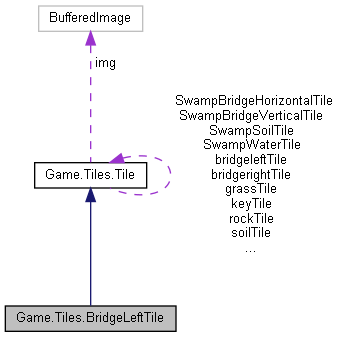 BufferedImage
img
SwampBridgeHorizontalTile
SwampBridgeVerticalTile
SwampSoilTile
SwampWaterTile
bridgeleftTile
bridgerightTile
grassTile
keyTile
rockTile
soilTile
...
Game.Tiles.Tile
Game.Tiles.BridgeLeftTile